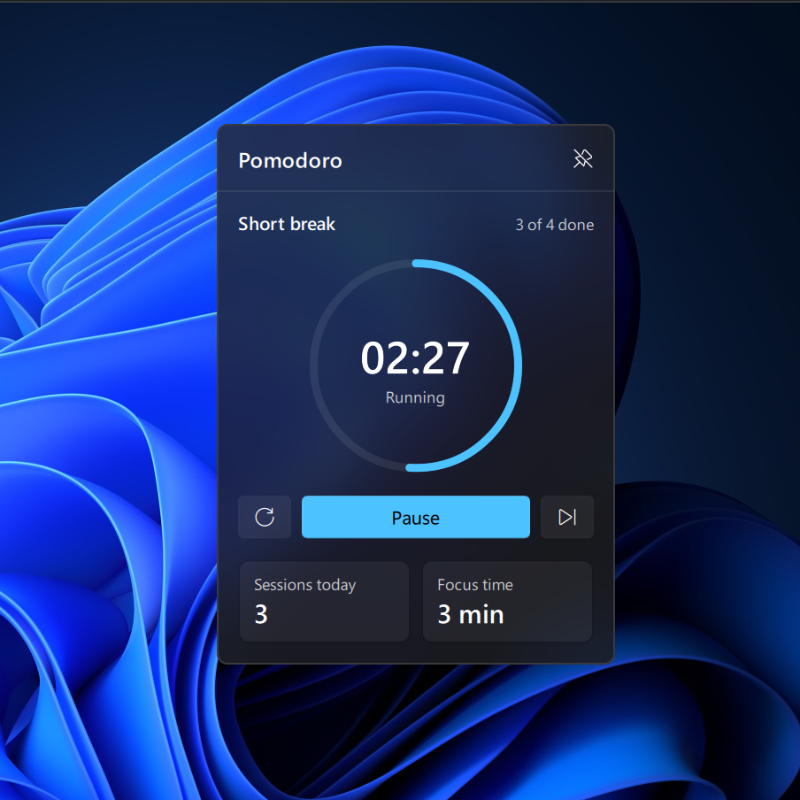 Pomodoro
Short break
3 of 4 done
02:27
Running
Pause
Sessions today
3
Focus time
3 min